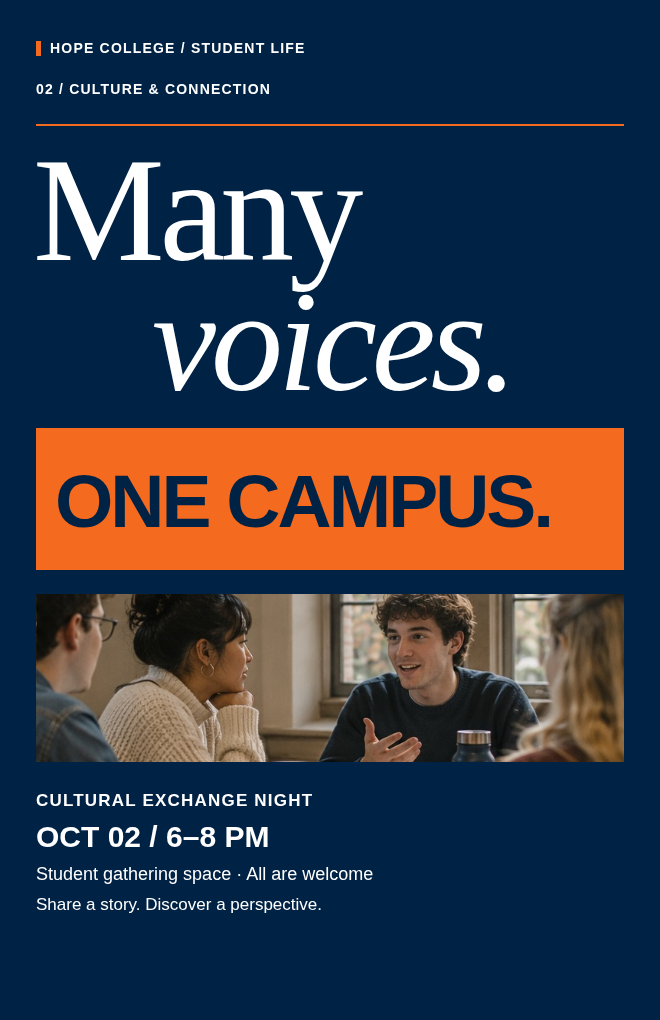 HOPE COLLEGE / STUDENT LIFE
02 / CULTURE & CONNECTION
Many
voices.
ONE CAMPUS.
CULTURAL EXCHANGE NIGHT
OCT 02 / 6–8 PM
Student gathering space · All are welcome
Share a story. Discover a perspective.